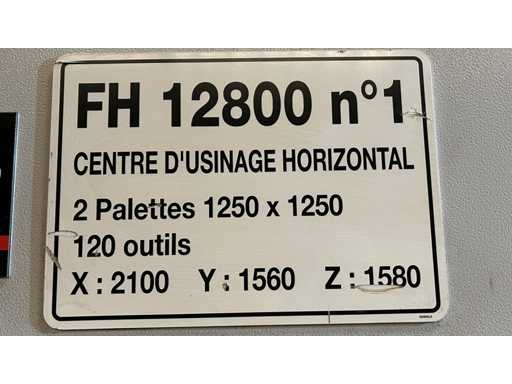 FH 12800 n°1
CENTRE D'USINAGE HORIZONTAL
2 Palettes 1250 x 1250
120 outils
X : 2100 Y : 1560 Z : 1580